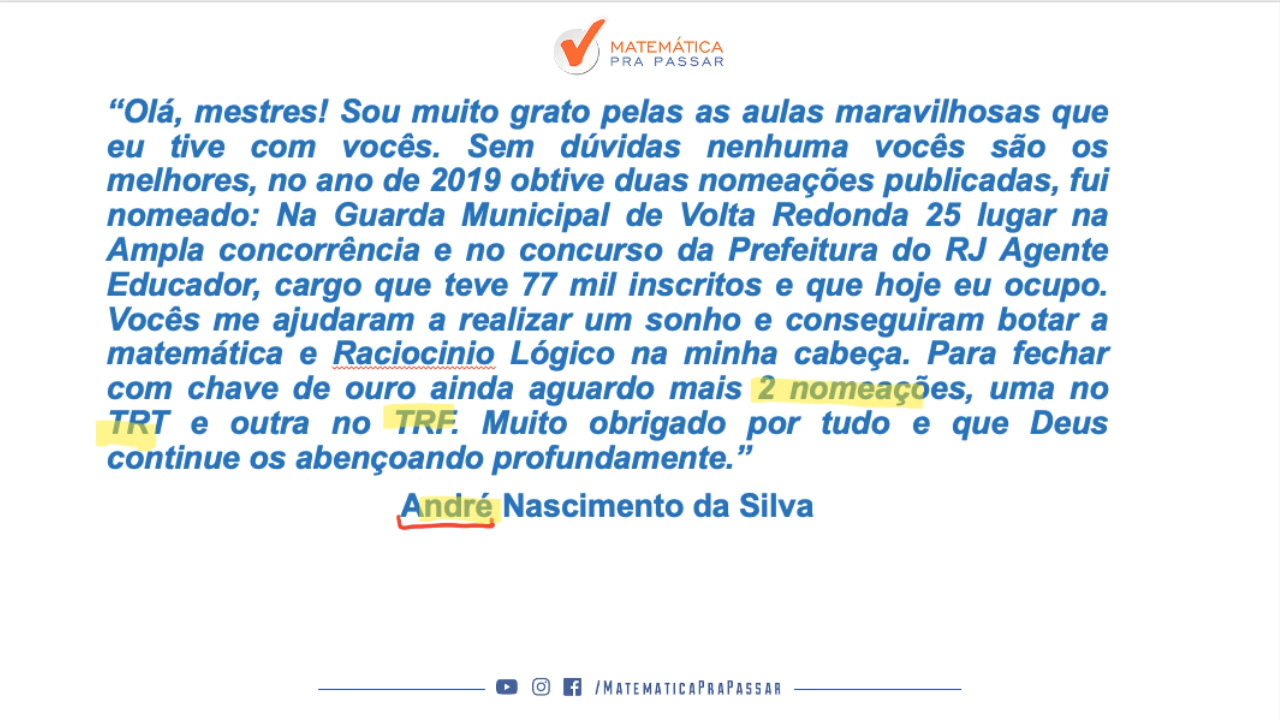 MATEMÁTICA
PRA PASSAR
“Olá, mestres! Sou muito grato pelas as aulas maravilhosas que
eu tive com vocês. Sem dúvidas nenhuma vocês são os
melhores, no ano de 2019 obtive duas nomeações publicadas, fui
nomeado: Na Guarda Municipal de Volta Redonda 25 lugar na
Ampla concorrência e no concurso da Prefeitura do RJ Agente
Educador, cargo que teve 77 mil inscritos e que hoje eu ocupo.
Vocês me ajudaram a realizar um sonho e conseguiram botar a
matemática e Raciocinio Lógico na minha cabeça. Para fechar
com chave de ouro ainda aguardo mais 2 nomeações, uma no
TRT e outra no TRF. Muito obrigado por tudo e que Deus
continue os abençoando profundamente.”
André Nascimento da Silva
/MATEMATICAPRAPASSAR